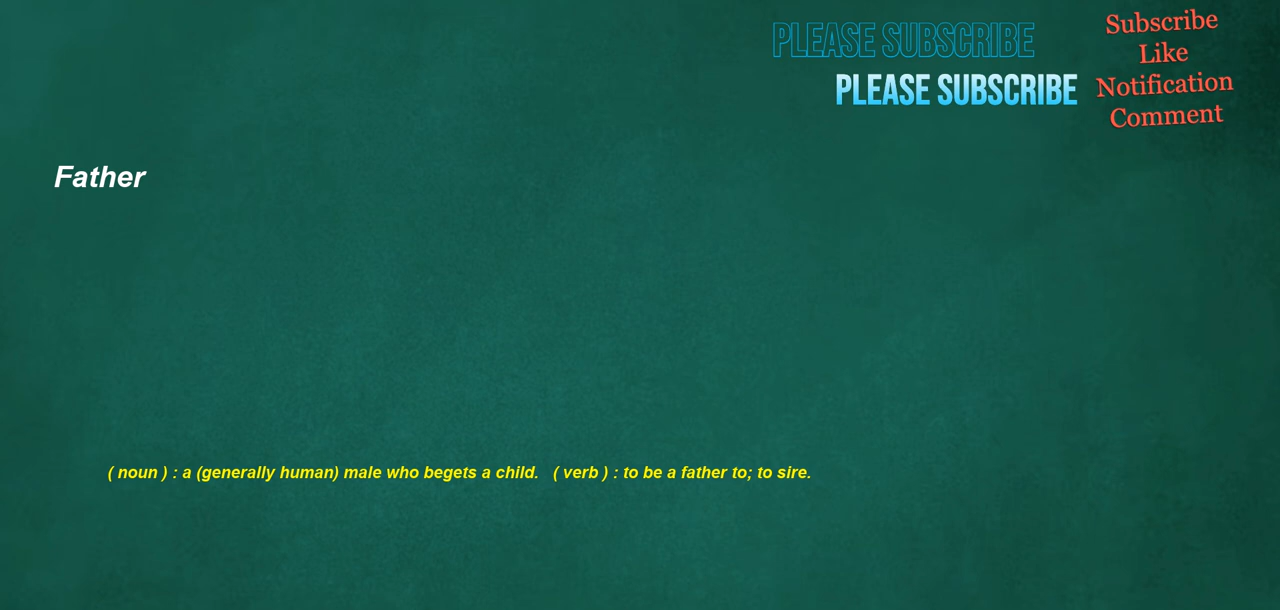 PLEASE SUBSCRIBE
PLEASE SUBSCRIBE
Subscribe
Like
Notification
Comment
Father
( noun ) : a (generally human) male who begets a child.   ( verb ) : to be a father to; to sire.